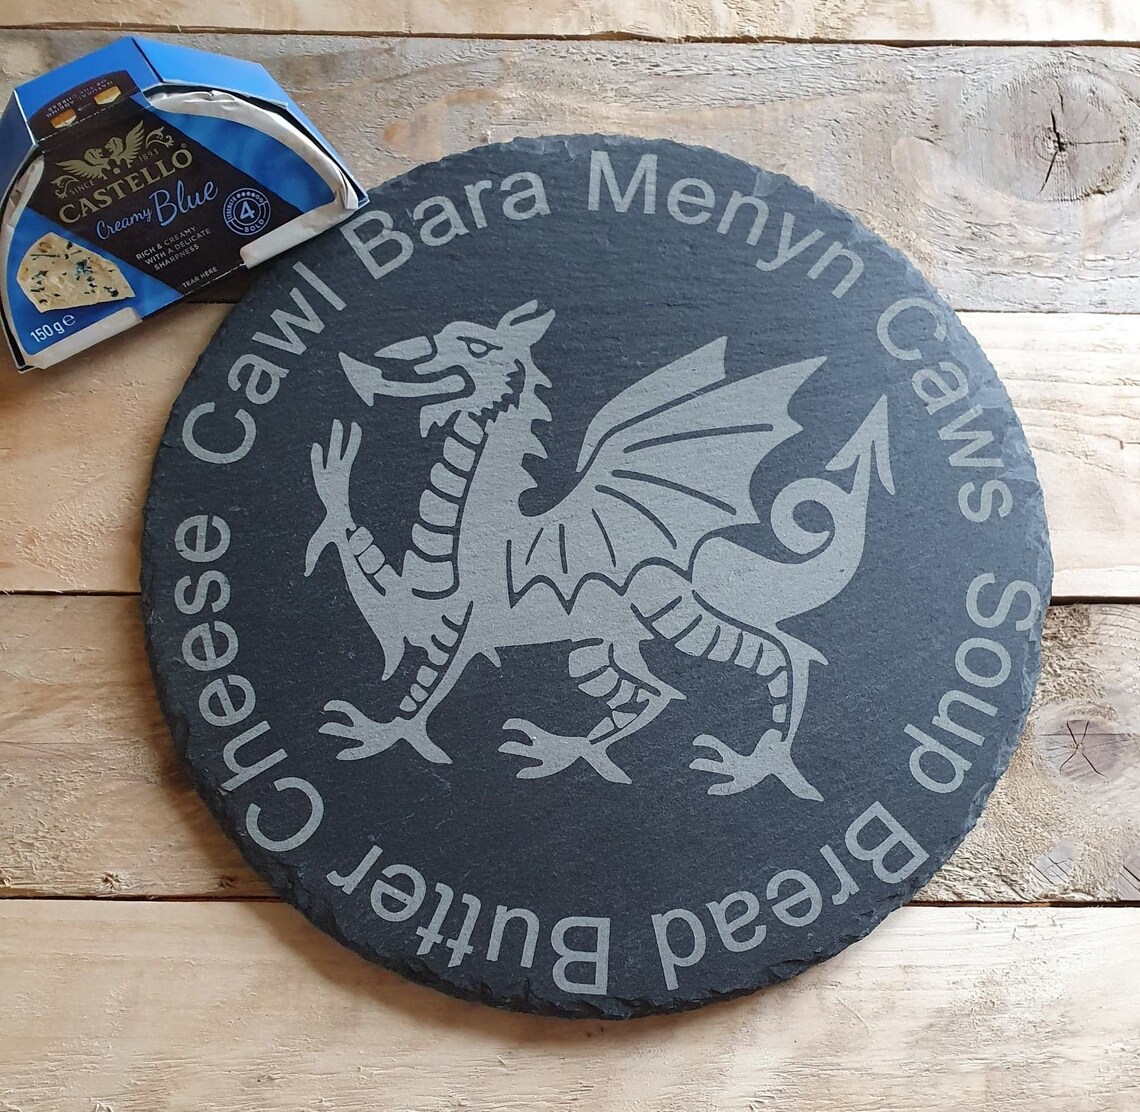 SINCE 1893
CASTELLO
Creamy Blue
RICH & CREAMY
WITH A DELICATE
SHARPNESS
4
TEAR HERE
150 g e
Cawl Bara Menyn Caws Soup Bread Butter Cheese